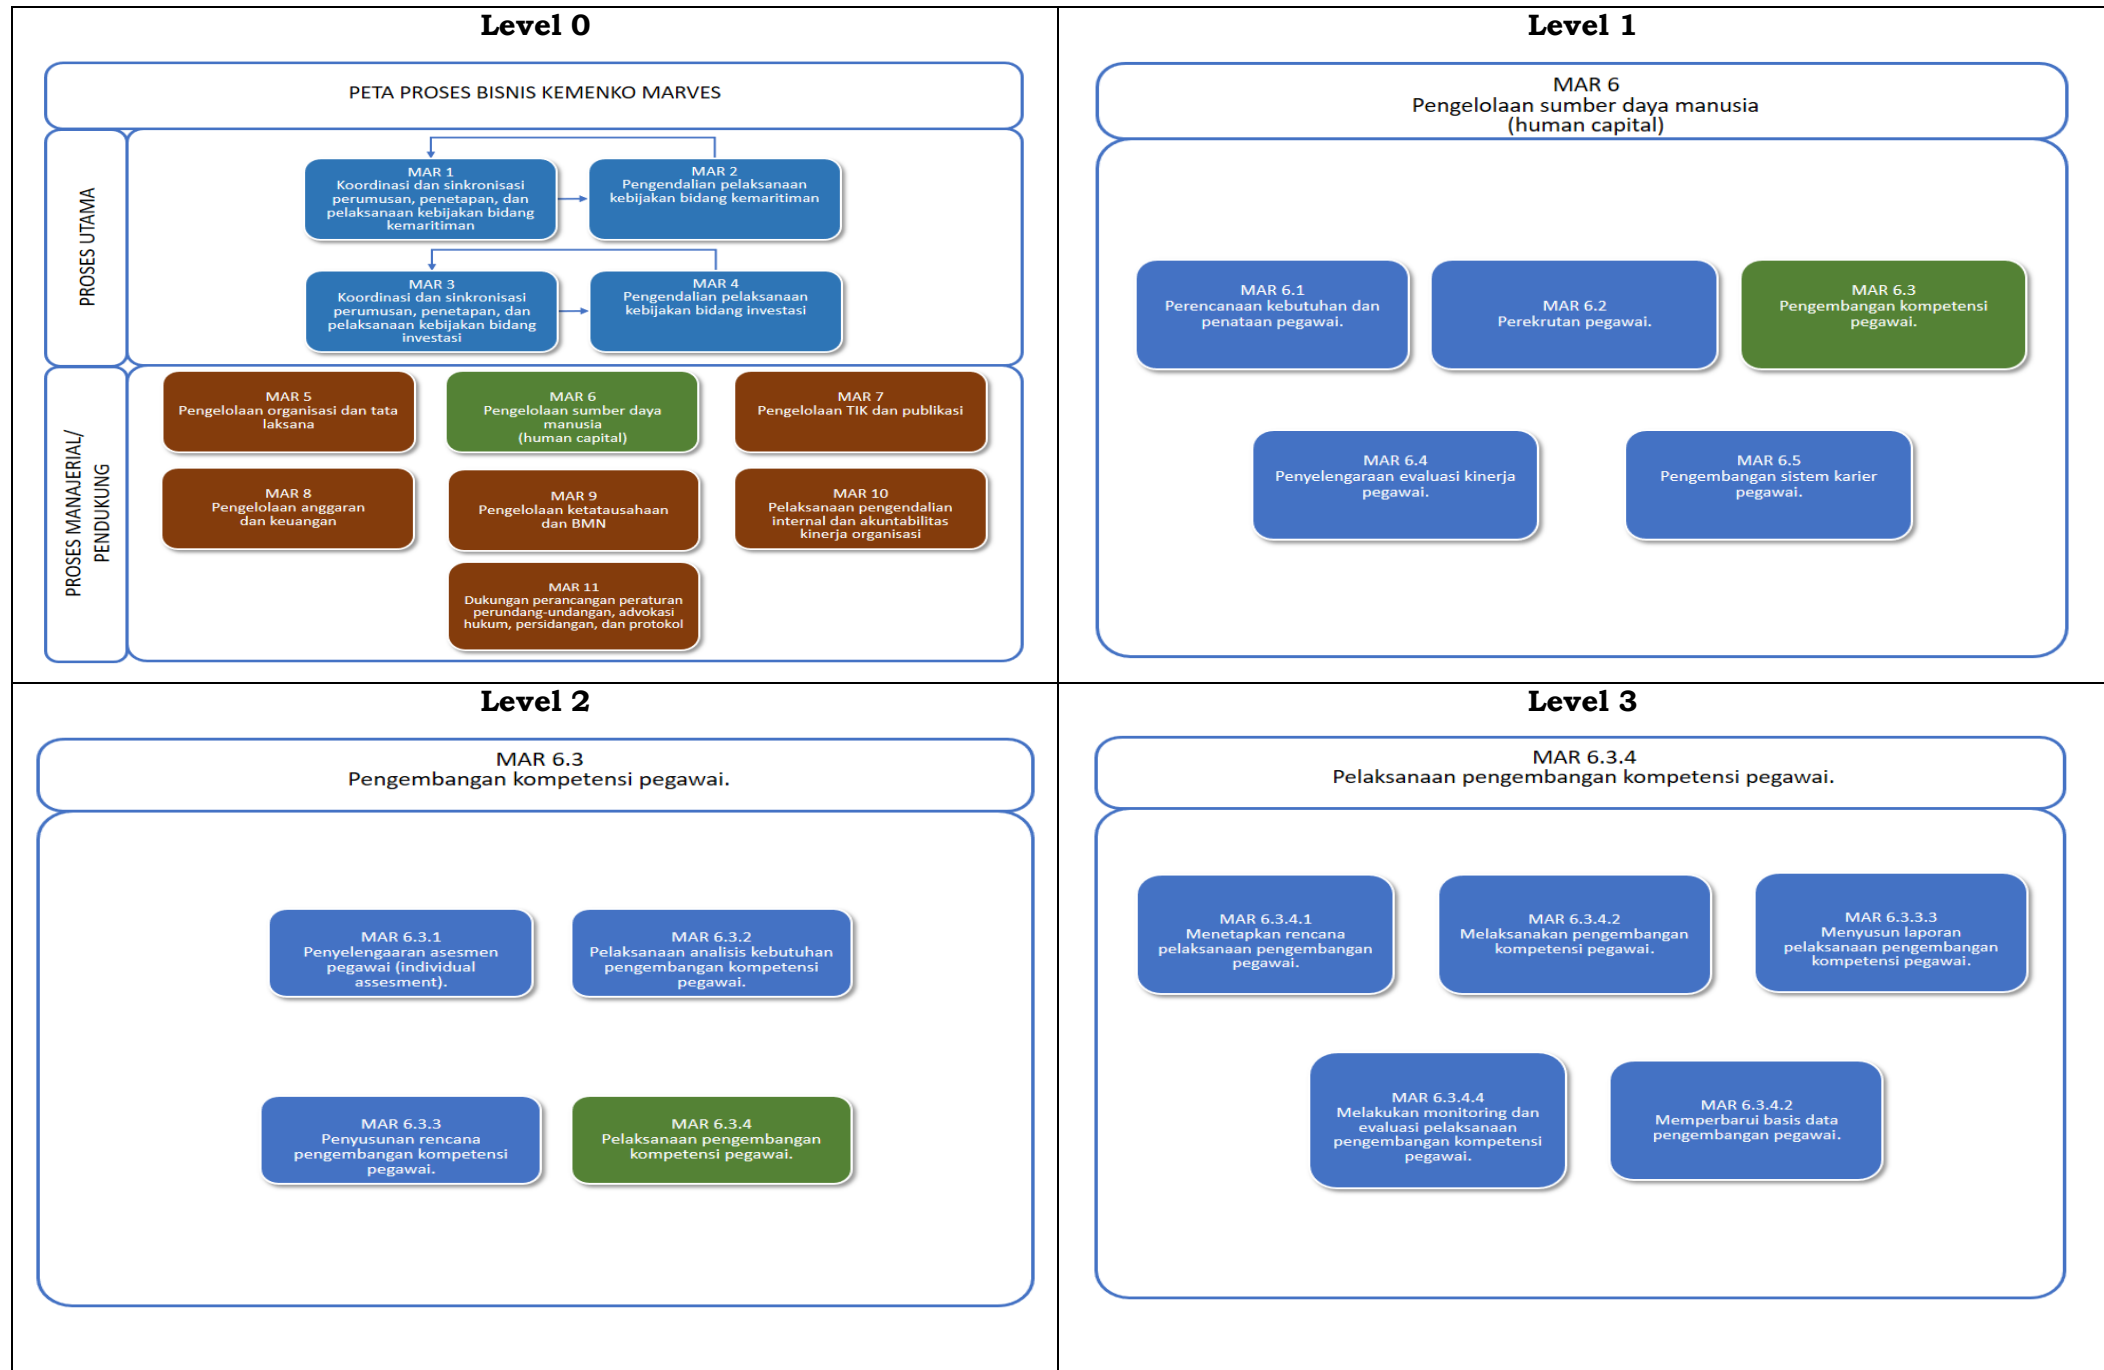 Level 0
PETA PROSES BISNIS KEMENKO MARVES
PROSES UTAMA
MAR 1
Koordinasi dan sinkronisasi
perumusan, penetapan, dan
pelaksanaan kebijakan bidang
kemaritiman
MAR 2
Pengendalian pelaksanaan
kebijakan bidang kemaritiman
MAR 3
Koordinasi dan sinkronisasi
perumusan, penetapan, dan
pelaksanaan kebijakan bidang
investasi
MAR 4
Pengendalian pelaksanaan
kebijakan bidang investasi
PROSES MANAJERIAL/
PENDUKUNG
MAR 5
Pengelolaan organisasi dan tata
laksana
MAR 6
Pengelolaan sumber daya
manusia
(human capital)
MAR 7
Pengelolaan TIK dan publikasi
MAR 8
Pengelolaan anggaran
dan keuangan
MAR 9
Pengelolaan ketatausahaan
dan BMN
MAR 10
Pelaksanaan pengendalian
internal dan akuntabilitas
kinerja organisasi
MAR 11
Dukungan perancangan peraturan
perundang-undangan, advokasi
hukum, persidangan, dan protokol
Level 1
MAR 6
Pengelolaan sumber daya manusia
(human capital)
MAR 6.1
Perencanaan kebutuhan dan
penataan pegawai.
MAR 6.2
Perekrutan pegawai.
MAR 6.3
Pengembangan kompetensi
pegawai.
MAR 6.4
Penyelengaraan evaluasi kinerja
pegawai.
MAR 6.5
Pengembangan sistem karier
pegawai.
Level 2
MAR 6.3
Pengembangan kompetensi pegawai.
MAR 6.3.1
Penyelengaaran asesmen
pegawai (individual
assesment).
MAR 6.3.2
Pelaksanaan analisis kebutuhan
pengembangan kompetensi
pegawai.
MAR 6.3.3
Penyusunan rencana
pengembangan kompetensi
pegawai.
MAR 6.3.4
Pelaksanaan pengembangan
kompetensi pegawai.
Level 3
MAR 6.3.4
Pelaksanaan pengembangan kompetensi pegawai.
MAR 6.3.4.1
Menetapkan rencana
pelaksanaan pengembangan
pegawai.
MAR 6.3.4.2
Melaksanakan pengembangan
kompetensi pegawai.
MAR 6.3.3.3
Menyusun laporan
pelaksanaan pengembangan
kompetensi pegawai.
MAR 6.3.4.4
Melakukan monitoring dan
evaluasi pelaksanaan
pengembangan kompetensi
pegawai.
MAR 6.3.4.2
Memperbarui basis data
pengembangan pegawai.